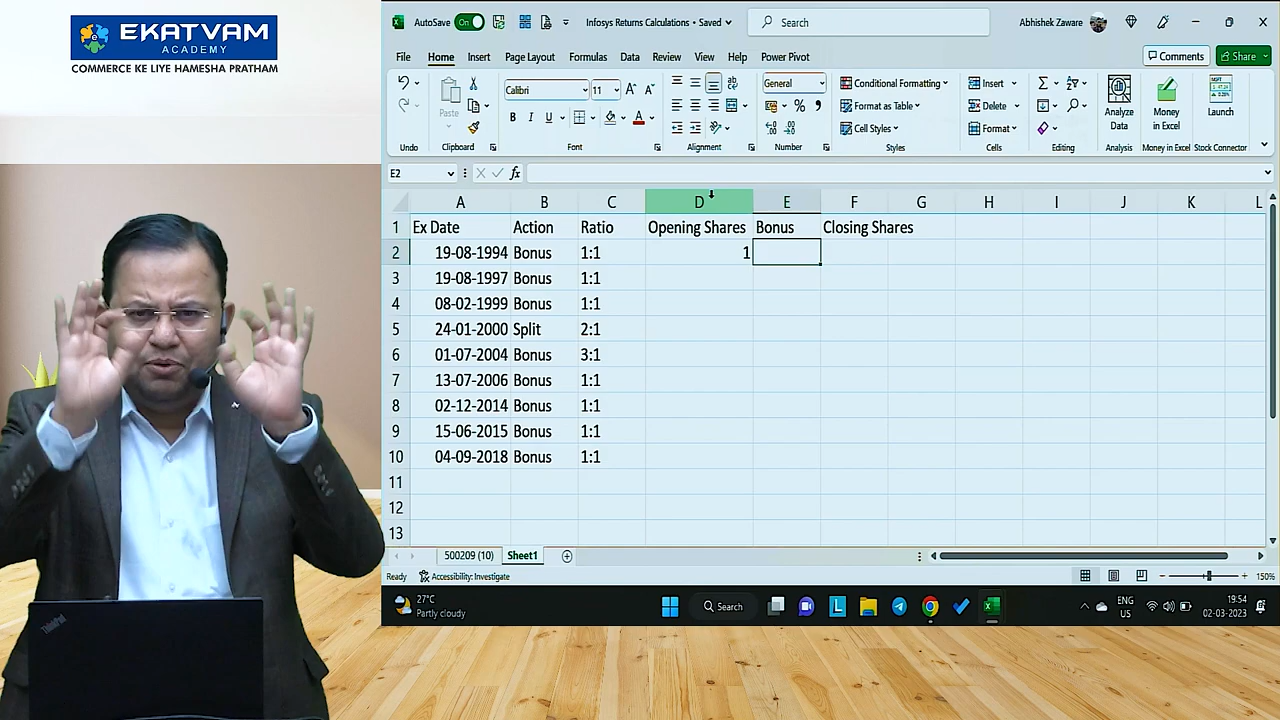 EKATVAM
ACADEMY
COMMERCE KE LIYE HAMESHA PRATHAM
AutoSave On
Infosys Returns Calculations • Saved
Search
Abhishek Zaware
File Home Insert Page Layout Formulas Data Review View Help Power Pivot
Comments Share
Paste
Calibri 11
General
Conditional Formatting
Format as Table
Cell Styles
Insert
Delete
Format
Analyze Data
Money in Excel
Launch
Undo Clipboard Font Alignment Number Styles Cells Editing Analysis Money in Excel Stock Connector
E2 fx
A B C D E F G H I J K L
1 Ex Date Action Ratio Opening Shares Bonus Closing Shares
2 19-08-1994 Bonus 1:1 1
3 19-08-1997 Bonus 1:1
4 08-02-1999 Bonus 1:1
5 24-01-2000 Split 2:1
6 01-07-2004 Bonus 3:1
7 13-07-2006 Bonus 1:1
8 02-12-2014 Bonus 1:1
9 15-06-2015 Bonus 1:1
10 04-09-2018 Bonus 1:1
11
12
13
500209 (10) Sheet1
Ready Accessibility: Investigate 150%
27°C
Partly cloudy
Search
L
ENG
US
19:54
02-03-2023
ThinkPad